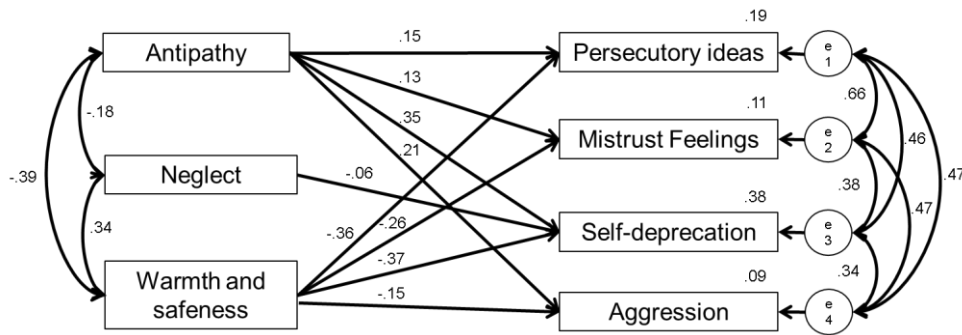 .19
Antipathy
.15
Persecutory ideas
e
1
.13
.66
-.18
.35
.11
.21
Mistrust Feelings
e
2
.46
-.39
Neglect
-.06
.38
.47
.38
.47
.34
-.26
-.36
Self-deprecation
e
3
-.37
.09
.34
Warmth and
safeness
-.15
Aggression
e
4